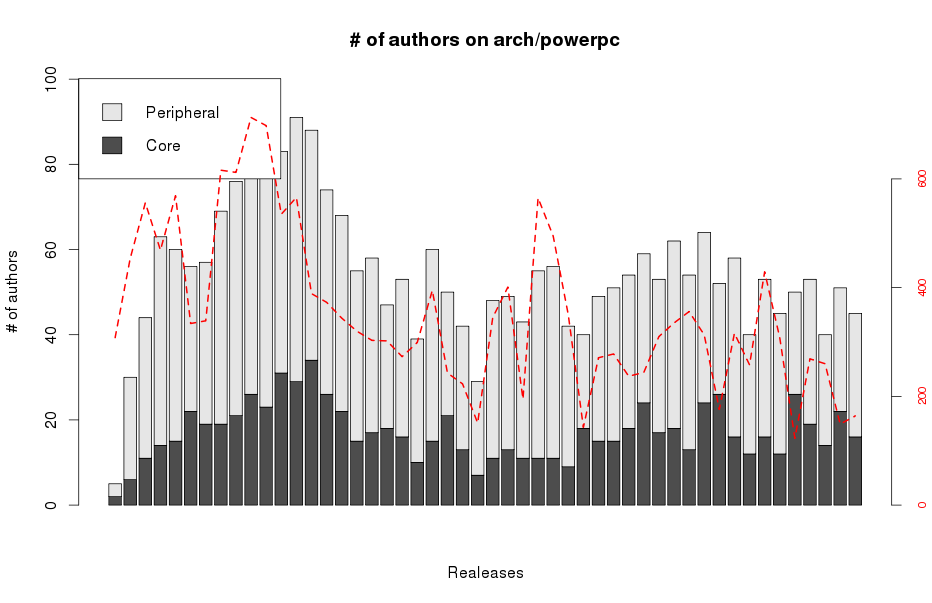 # of authors on arch/powerpc
Peripheral
Core
# of authors
0
20
40
60
80
100
0
200
400
600
Realeases